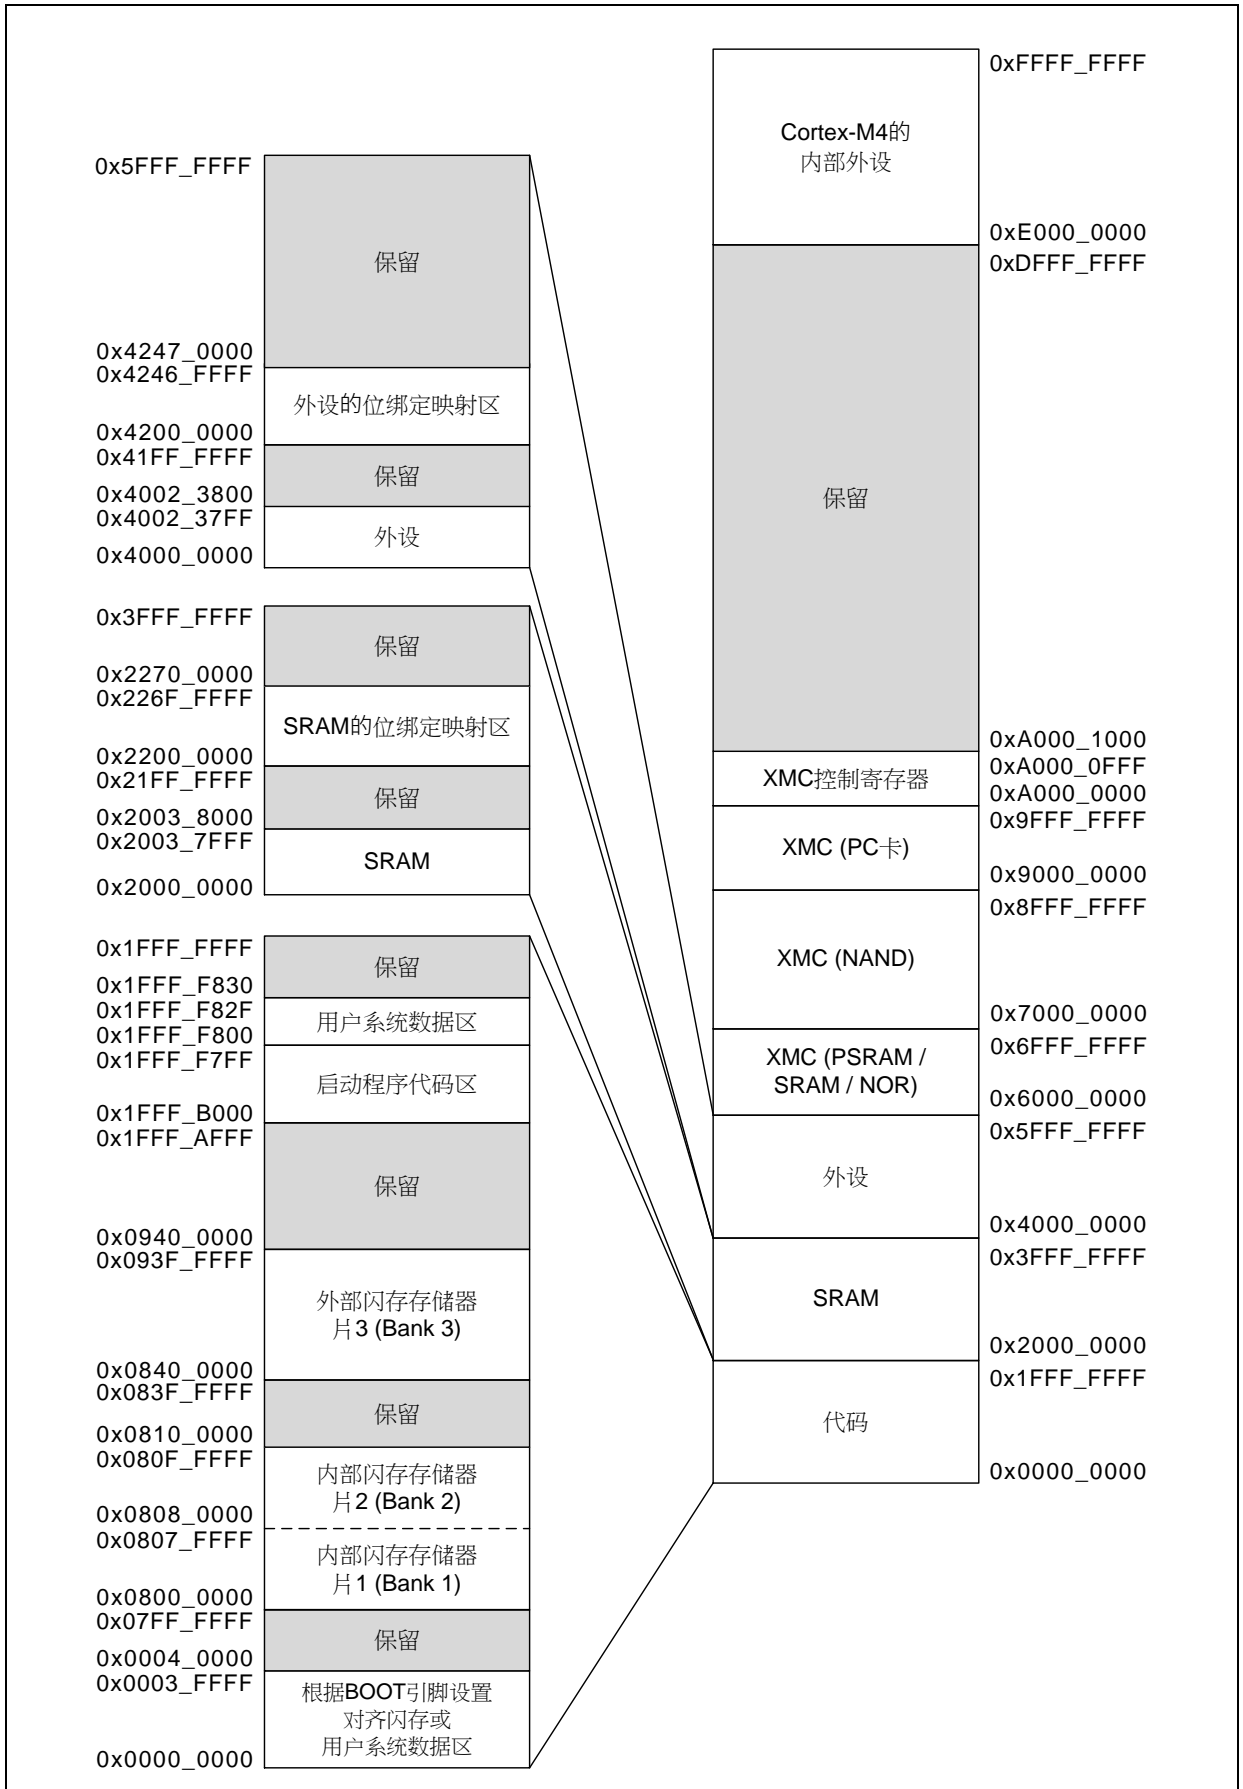 0x5FFF_FFFF
保留
0x4247_0000
0x4246_FFFF
外设的位绑定映射区
0x4200_0000
0x41FF_FFFF
保留
0x4002_3800
0x4002_37FF
外设
0x4000_0000
0x3FFF_FFFF
保留
0x2270_0000
0x226F_FFFF
SRAM的位绑定映射区
0x2200_0000
0x21FF_FFFF
保留
0x2003_8000
0x2003_7FFF
SRAM
0x2000_0000
0x1FFF_FFFF
保留
0x1FFF_F830
0x1FFF_F82F
用户系统数据区
0x1FFF_F800
0x1FFF_F7FF
启动程序代码区
0x1FFF_B000
0x1FFF_AFFF
保留
0x0940_0000
0x093F_FFFF
外部闪存存储器
片3 (Bank 3)
0x0840_0000
0x083F_FFFF
保留
0x0810_0000
0x080F_FFFF
内部闪存存储器
片2 (Bank 2)
0x0808_0000
0x0807_FFFF
内部闪存存储器
片1 (Bank 1)
0x0800_0000
0x07FF_FFFF
保留
0x0004_0000
0x0003_FFFF
根据BOOT引脚设置
对齐闪存或
用户系统数据区
0x0000_0000
0xFFFF_FFFF
Cortex-M4的
内部外设
0xE000_0000
0xDFFF_FFFF
保留
0xA000_1000
0xA000_0FFF
XMC控制寄存器
0xA000_0000
0x9FFF_FFFF
XMC (PC卡)
0x9000_0000
0x8FFF_FFFF
XMC (NAND)
0x7000_0000
0x6FFF_FFFF
XMC (PSRAM /
SRAM / NOR)
0x6000_0000
0x5FFF_FFFF
外设
0x4000_0000
0x3FFF_FFFF
SRAM
0x2000_0000
0x1FFF_FFFF
代码
0x0000_0000